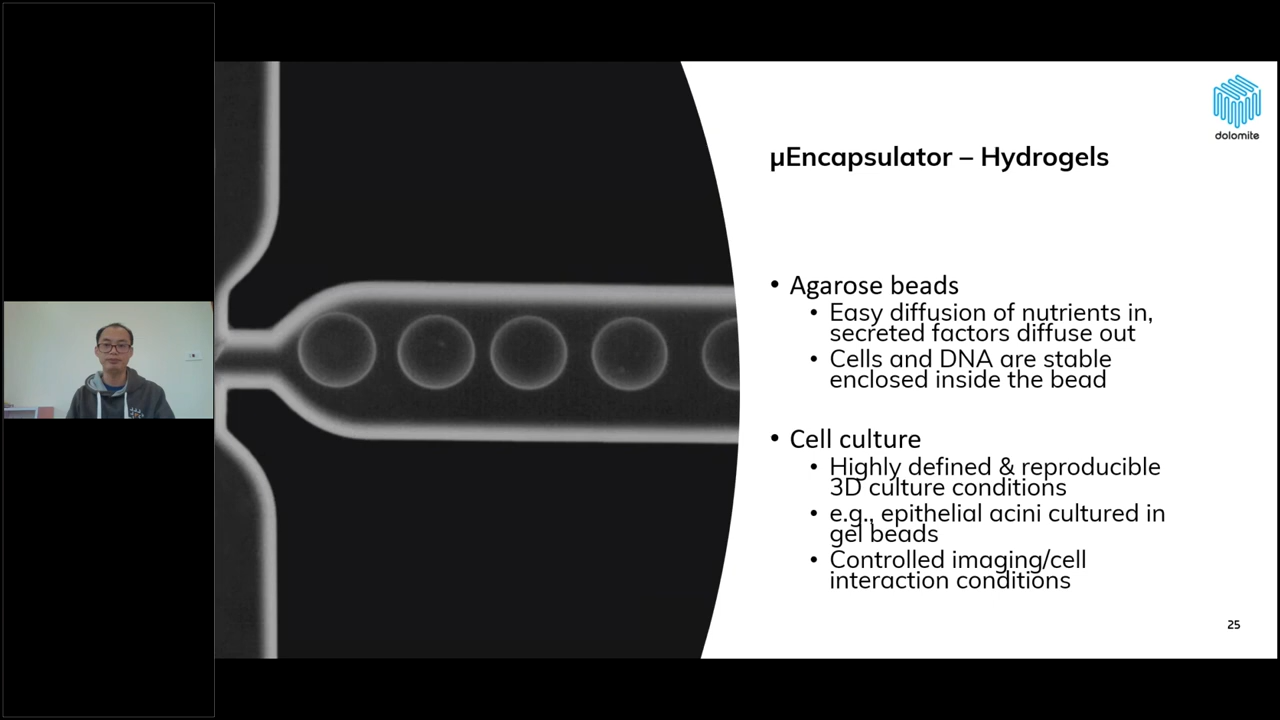 dolomite
µEncapsulator – Hydrogels
• Agarose beads
• Easy diffusion of nutrients in,
secreted factors diffuse out
• Cells and DNA are stable
enclosed inside the bead
• Cell culture
• Highly defined & reproducible
3D culture conditions
• e.g., epithelial acini cultured in
gel beads
• Controlled imaging/cell
interaction conditions
25